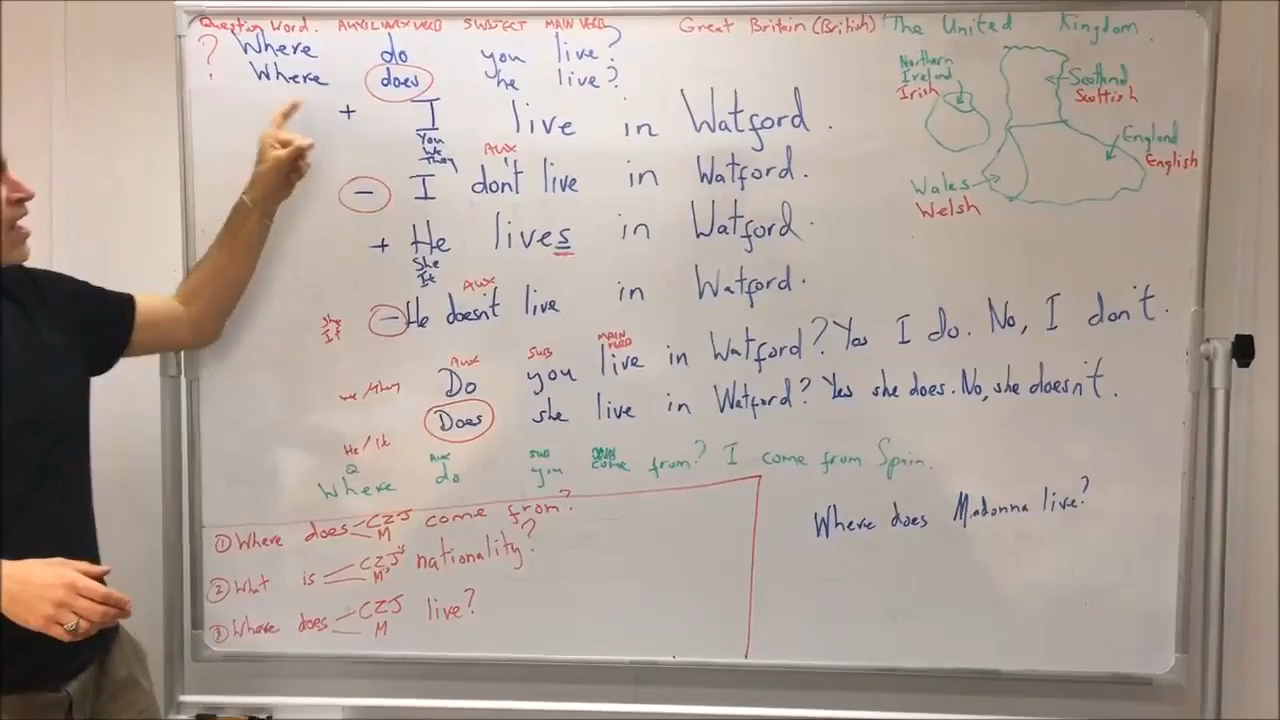 Question Word. AUXILIARY VERB SUBJECT MAIN VERB
? Where do you live?
Where does he live?
+ I live in Watford.
You
We
They
AUX
- I don't live in Watford.
+ He lives in Watford.
She
It
AUX
- He doesn't live in Watford.
She
It
AUX SUB MAIN VERB
Do you live in Watford? Yes I do. No, I don't.
we/They
Does she live in Watford? Yes she does. No, she doesn't.
He/It
Q AUX SUB
Where do you come from? I come from Spain.
① Where does CZJ come from?
M
② What is CZJ's nationality?
M's
③ Where does CZJ live?
M
Where does Madonna live?
Great Britain (British) The United Kingdom.
Northern Ireland
Irish
Scotland
Scottish
England
English
Wales
Welsh